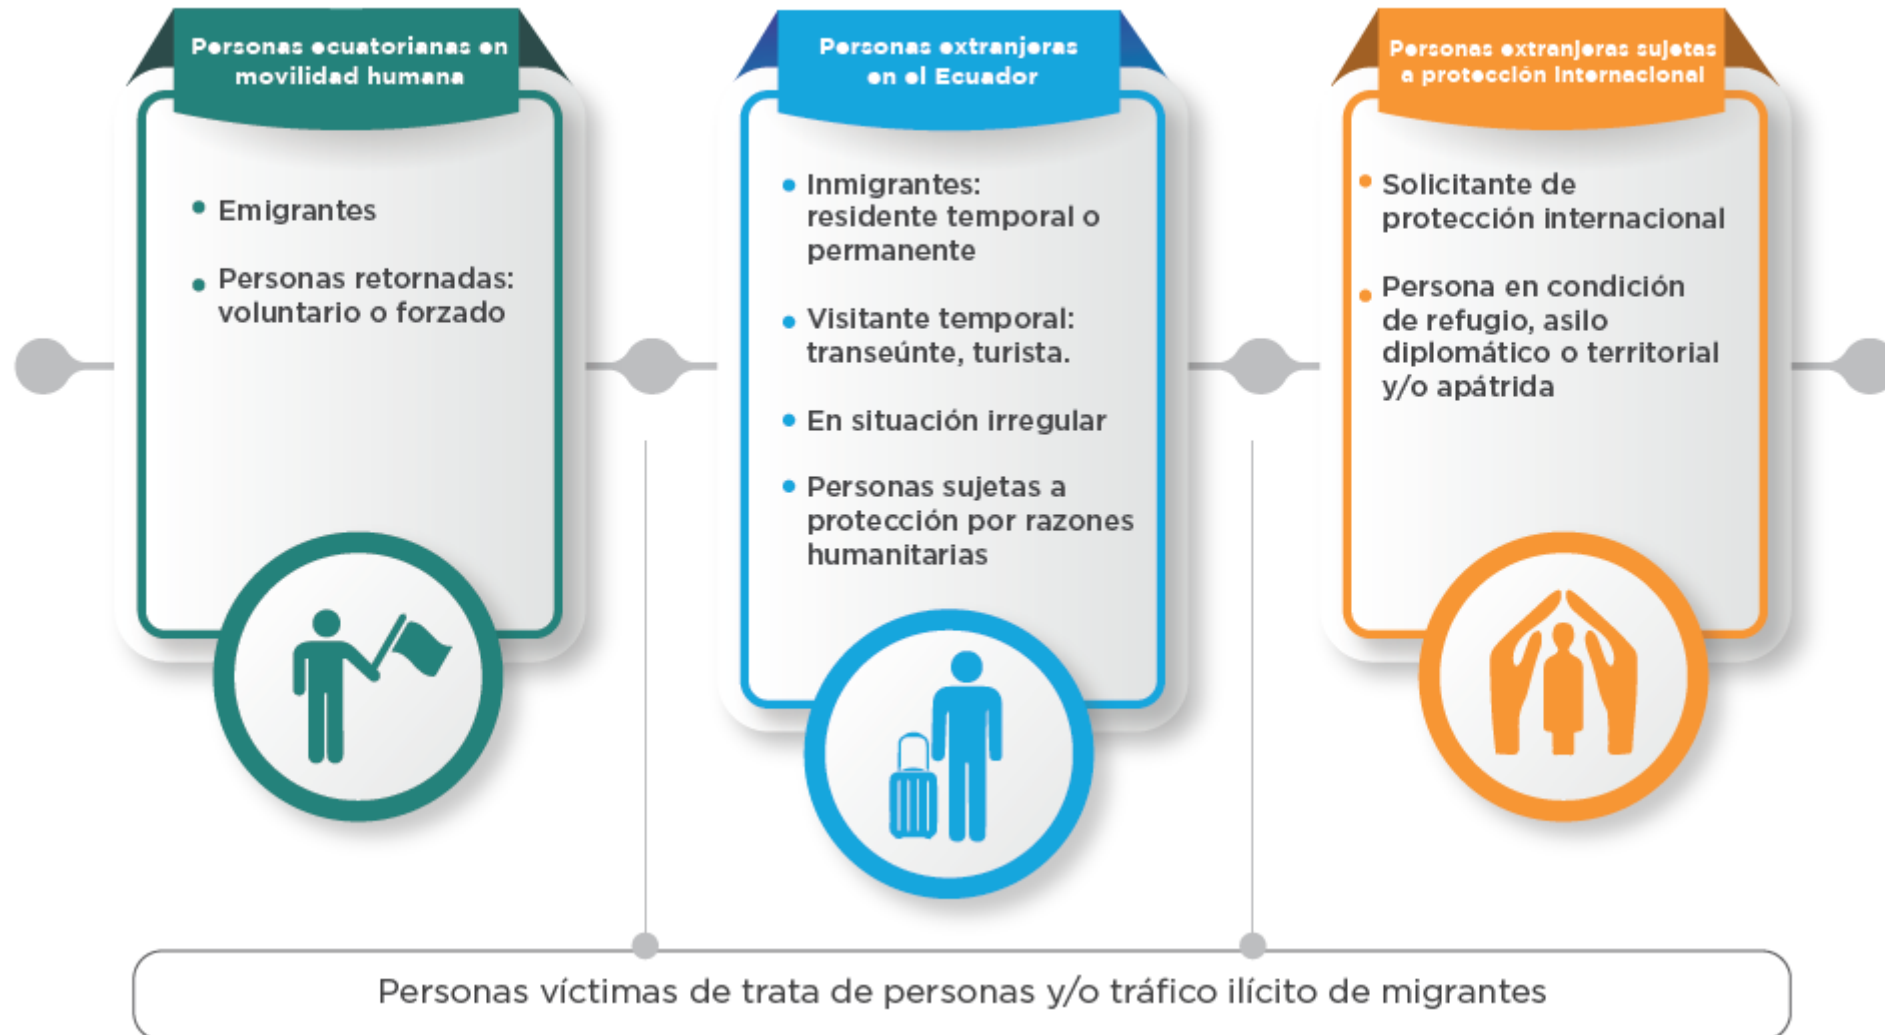 Personas ecuatorianas en
movilidad humana
• Emigrantes
• Personas retornadas:
voluntario o forzado
Personas extranjeras
en el Ecuador
• Inmigrantes:
residente temporal o
permanente
• Visitante temporal:
transeúnte, turista.
• En situación irregular
• Personas sujetas a
protección por razones
humanitarias
Personas extranjeras sujetas
a protección internacional
• Solicitante de
protección internacional
• Persona en condición
de refugio, asilo
diplomático o territorial
y/o apátrida
Personas víctimas de trata de personas y/o tráfico ilícito de migrantes